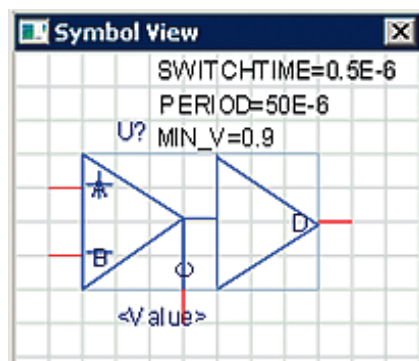 Symbol View
SWITCHTIME=0.5E-6
PERIOD=50E-6
U? MIN_V=0.9
A
B
C
D
<Value>